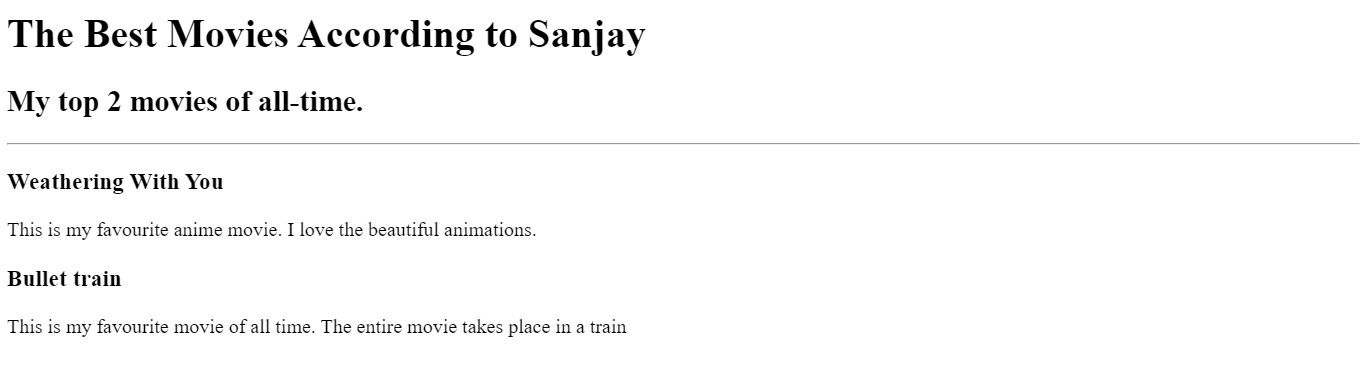 The Best Movies According to Sanjay
My top 2 movies of all-time.
Weathering With You
This is my favourite anime movie. I love the beautiful animations.
Bullet train
This is my favourite movie of all time. The entire movie takes place in a train